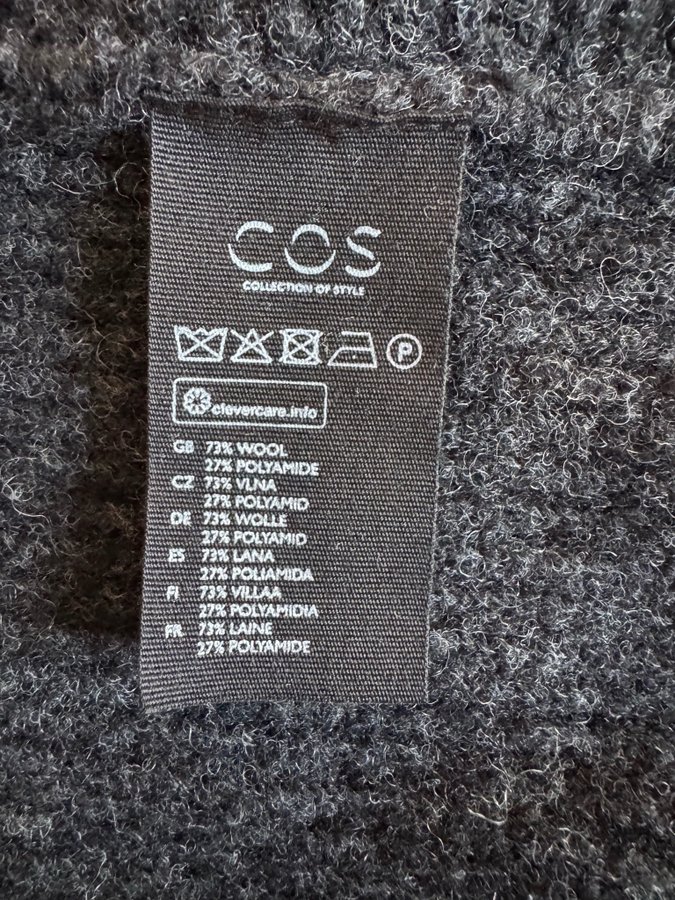 COS
COLLECTION OF STYLE
P
clevercare.info
GB 73% WOOL
27% POLYAMIDE
CZ 73% VLNA
27% POLYAMID
DE 73% WOLLE
27% POLYAMID
ES 73% LANA
27% POLIAMIDA
FI 73% VILLAA
27% POLYAMIDIA
FR 73% LAINE
27% POLYAMIDE